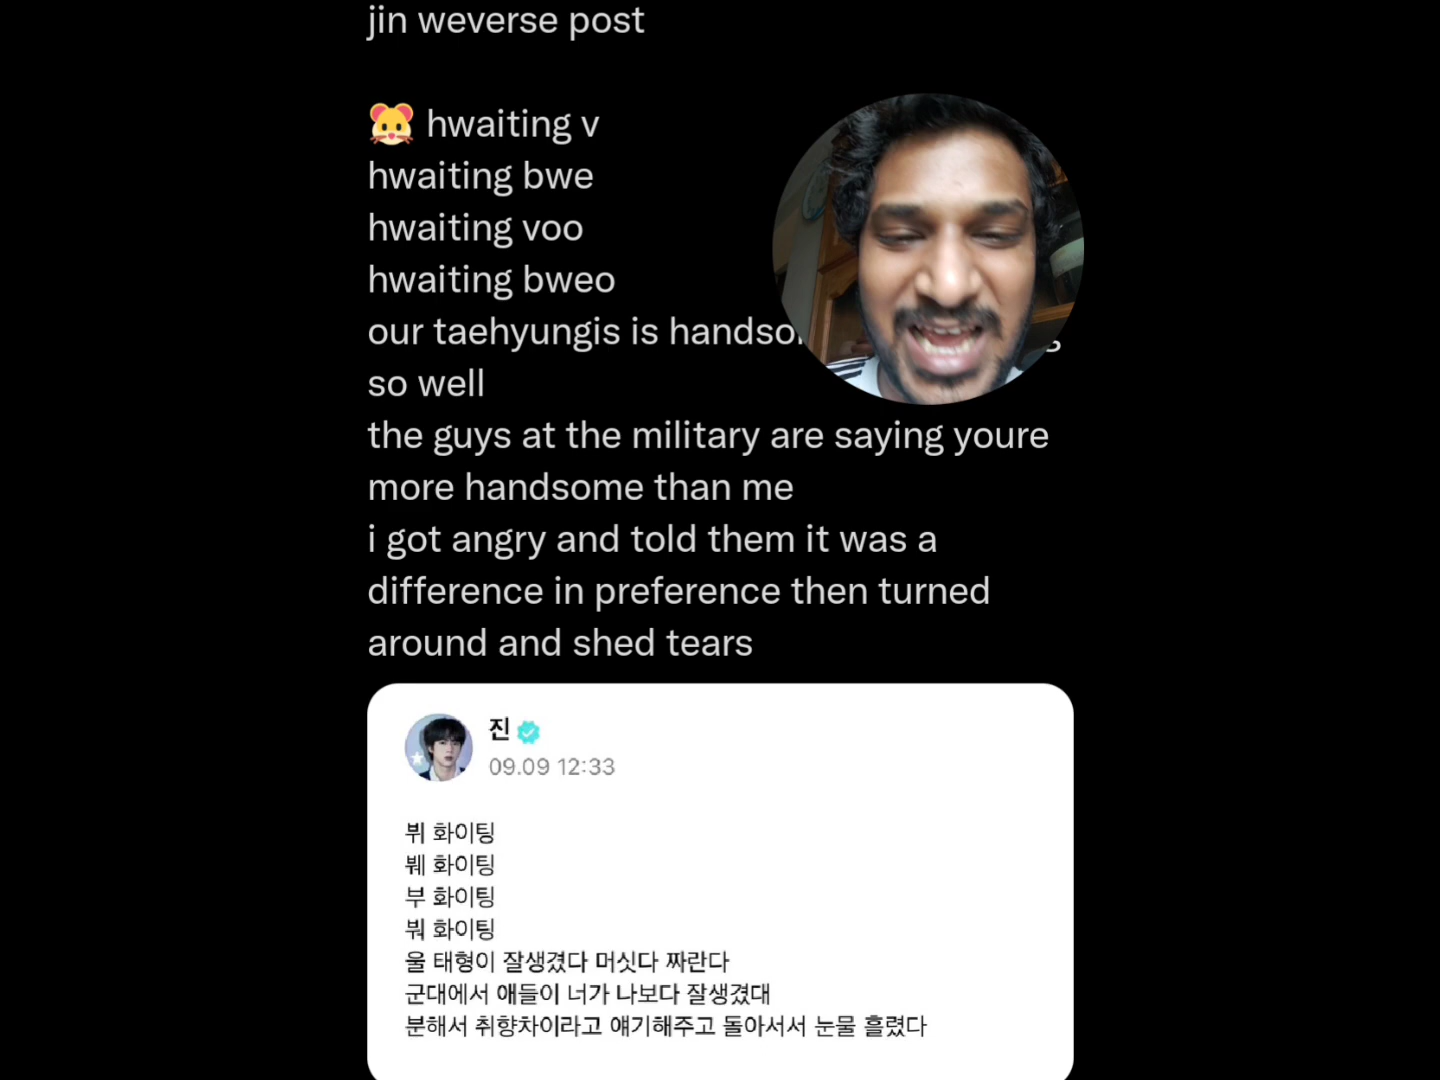 jin weverse post
🐹 hwaiting v
hwaiting bwe
hwaiting voo
hwaiting bweo
our taehyungis is
so well
the guys at the military are saying youre
more handsome than me
i got angry and told them it was a
difference in preference then turned
around and shed tears
진
09.09 12:33
뷔 화이팅
붸 화이팅
부 화이팅
붜 화이팅
울 태형이 잘생겼다 머싯다 짜란다
군대에서 애들이 너가 나보다 잘생겼대
분해서 취향차이라고 얘기해주고 돌아서서 눈물 흘렸다